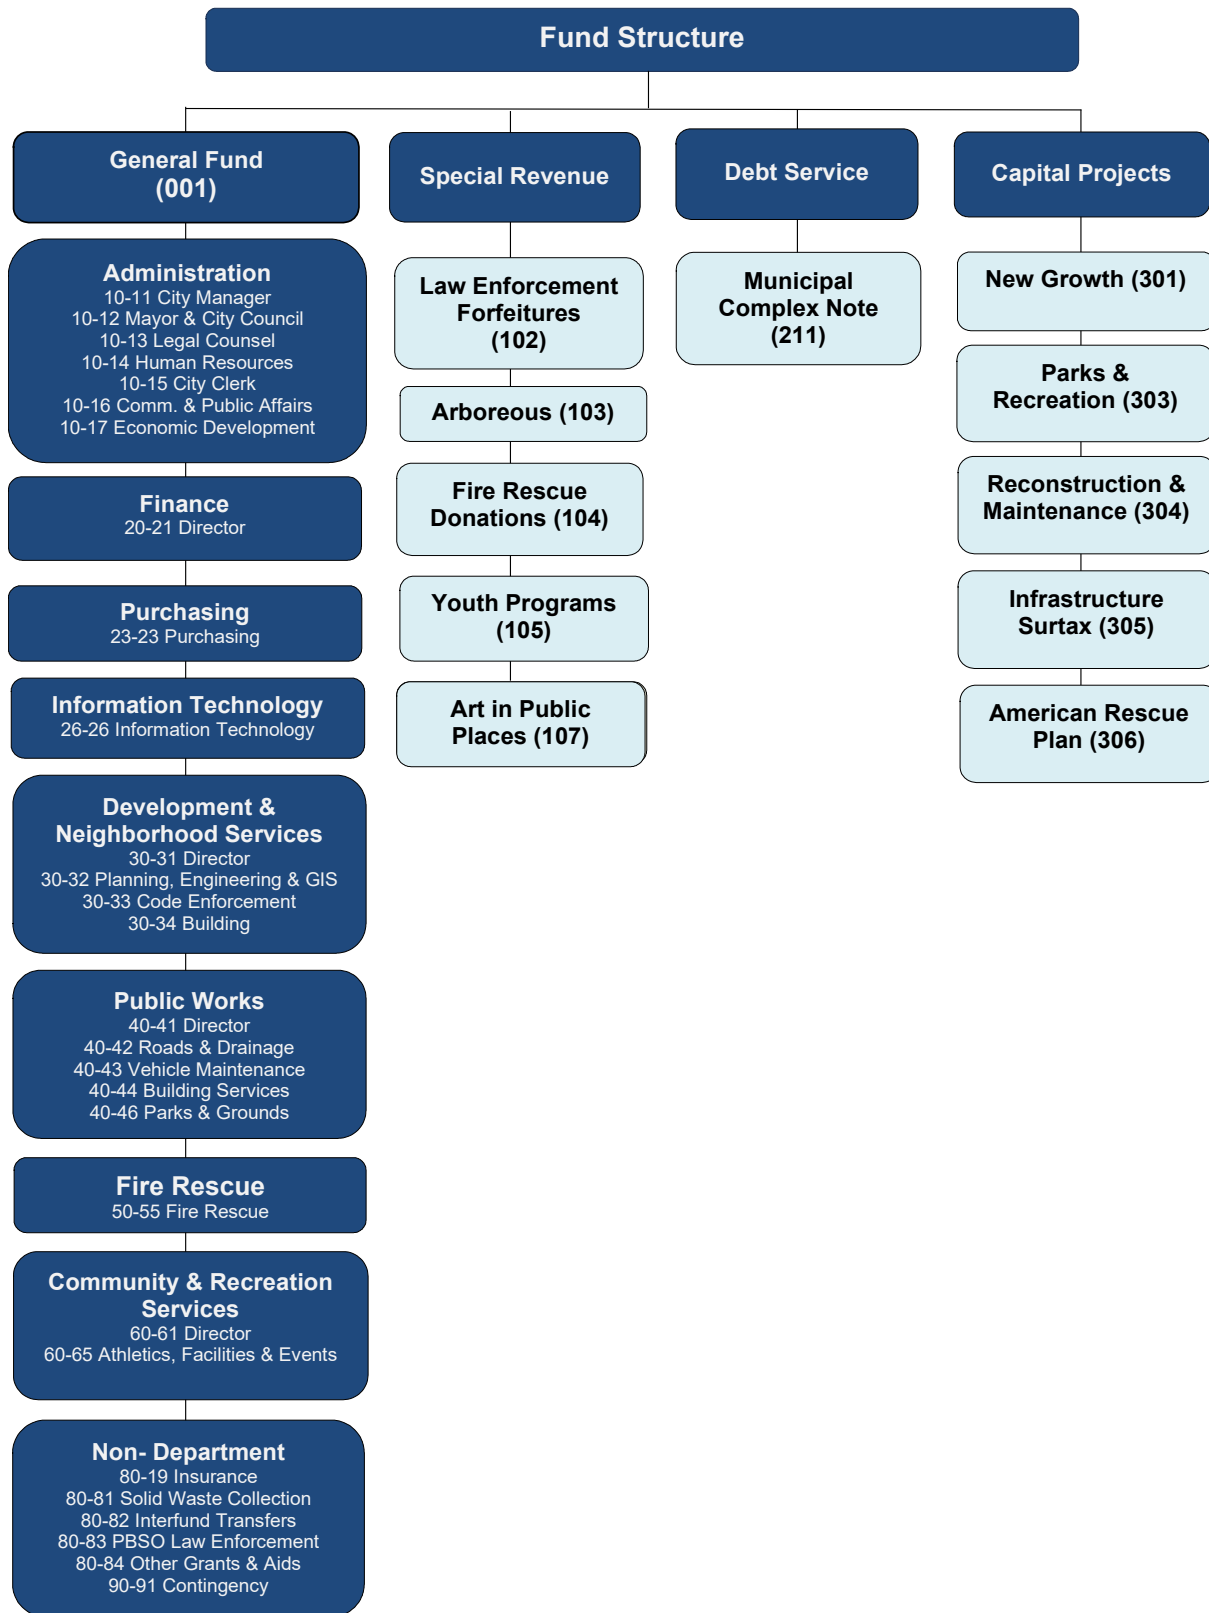 Fund Structure
General Fund
(001)
Administration
10-11 City Manager
10-12 Mayor & City Council
10-13 Legal Counsel
10-14 Human Resources
10-15 City Clerk
10-16 Comm. & Public Affairs
10-17 Economic Development
Finance
20-21 Director
Purchasing
23-23 Purchasing
Information Technology
26-26 Information Technology
Development &
Neighborhood Services
30-31 Director
30-32 Planning, Engineering & GIS
30-33 Code Enforcement
30-34 Building
Public Works
40-41 Director
40-42 Roads & Drainage
40-43 Vehicle Maintenance
40-44 Building Services
40-46 Parks & Grounds
Fire Rescue
50-55 Fire Rescue
Community & Recreation
Services
60-61 Director
60-65 Athletics, Facilities & Events
Non- Department
80-19 Insurance
80-81 Solid Waste Collection
80-82 Interfund Transfers
80-83 PBSO Law Enforcement
80-84 Other Grants & Aids
90-91 Contingency
Special Revenue
Law Enforcement
Forfeitures
(102)
Arboreous (103)
Fire Rescue
Donations (104)
Youth Programs
(105)
Art in Public
Places (107)
Debt Service
Municipal
Complex Note
(211)
Capital Projects
New Growth (301)
Parks &
Recreation (303)
Reconstruction &
Maintenance (304)
Infrastructure
Surtax (305)
American Rescue
Plan (306)